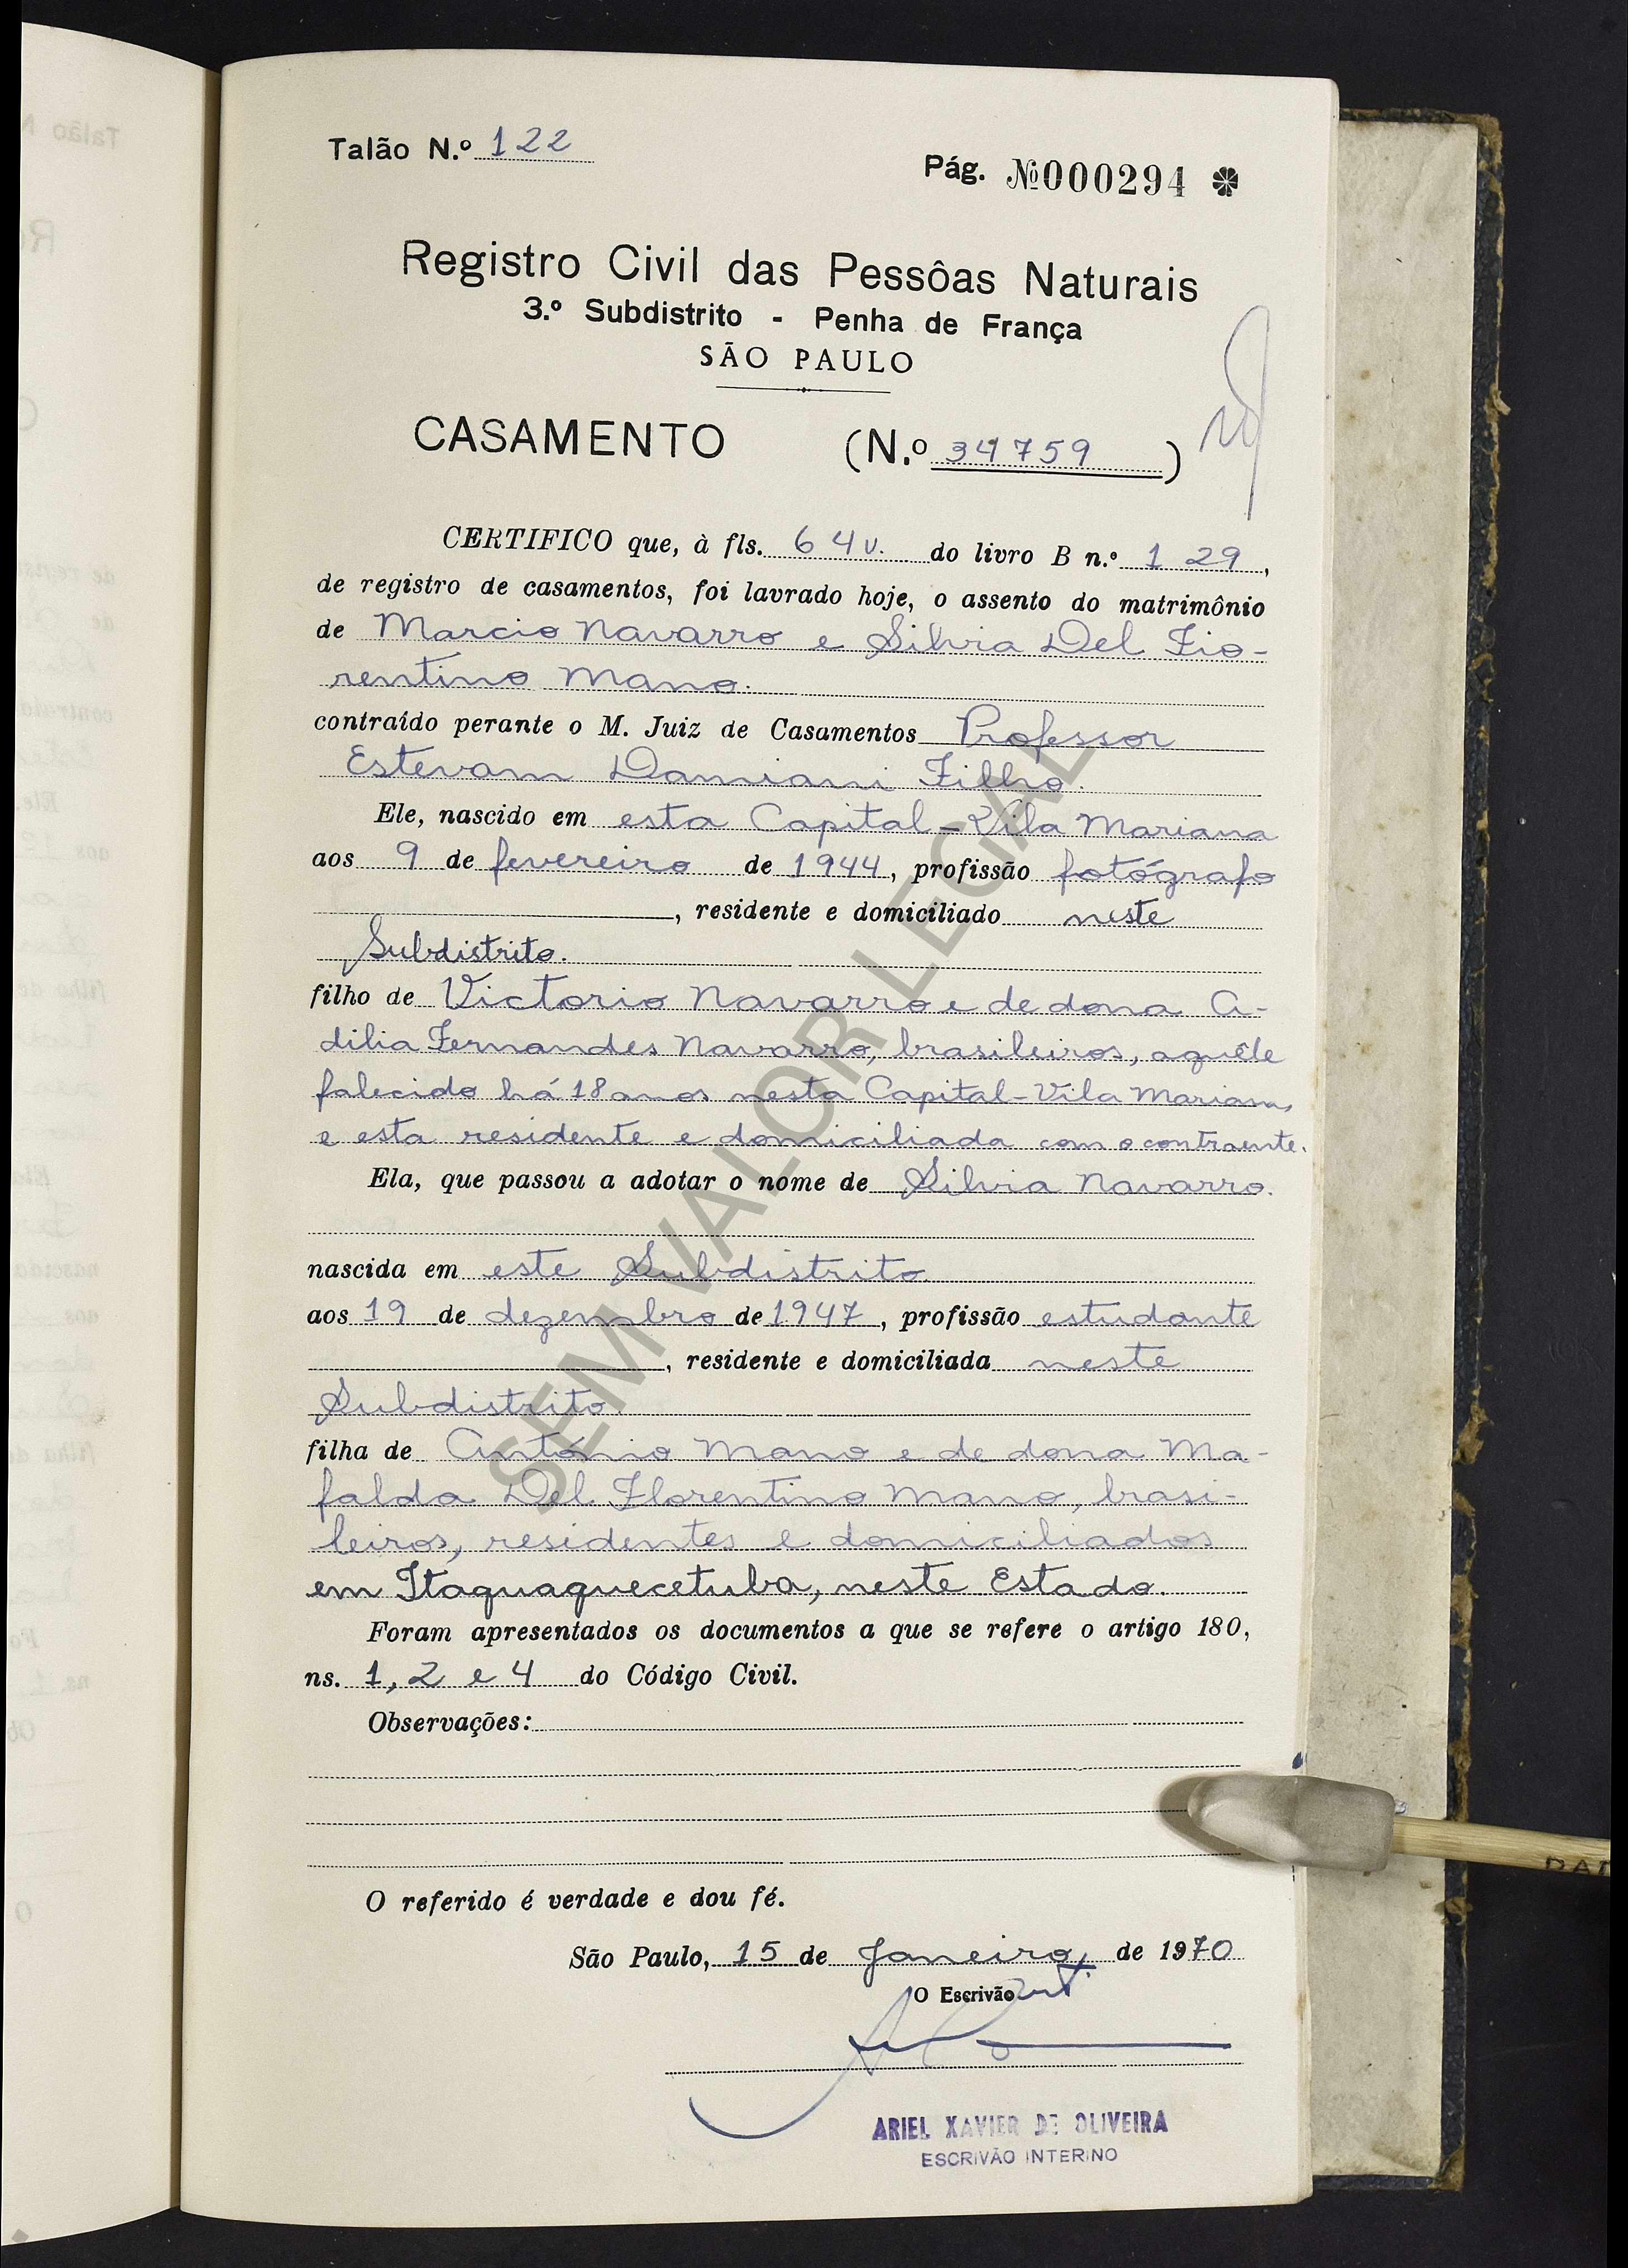 Talão N.º 122
Pág. №000294
Registro Civil das Pessôas Naturais
3.º Subdistrito - Penha de França
SÃO PAULO
CASAMENTO (N.º 34759)
CERTIFICO que, à fls. 64v. do livro B n.º 129,
de registro de casamentos, foi lavrado hoje, o assento do matrimônio
de Marcio Navarro e Silvia Del Fio-
rentino Mano.
contraído perante o M. Juiz de Casamentos Professor
Estevam Damiani Filho.
Ele, nascido em esta Capital-Vila Mariana
aos 9 de fevereiro de 1944, profissão fotógrafo
, residente e domiciliado neste
Subdistrito.
filho de Victorio Navarro e de dona A-
dilia Fernandes Navarro, brasileiros, aquêle
falecido há 18 anos nesta Capital-Vila Mariana,
e esta residente e domiciliada com o contraente.
Ela, que passou a adotar o nome de Silvia Navarro.
nascida em este Subdistrito
aos 19 de dezembro de 1947, profissão estudante
, residente e domiciliada neste
Subdistrito.
filha de António Mano e de dona Ma-
falda Del Florentino Mano, brasi-
leiros, residentes e domiciliados
em Itaquaquecetuba, neste Estado.
Foram apresentados os documentos a que se refere o artigo 180,
ns. 1, 2 e 4 do Código Civil.
Observações:
O referido é verdade e dou fé.
São Paulo, 15 de Janeiro, de 1970
O Escrivão int.
ARIEL XAVIER DE OLIVEIRA
ESCRIVÃO INTERINO
SEM VALOR LEGAL